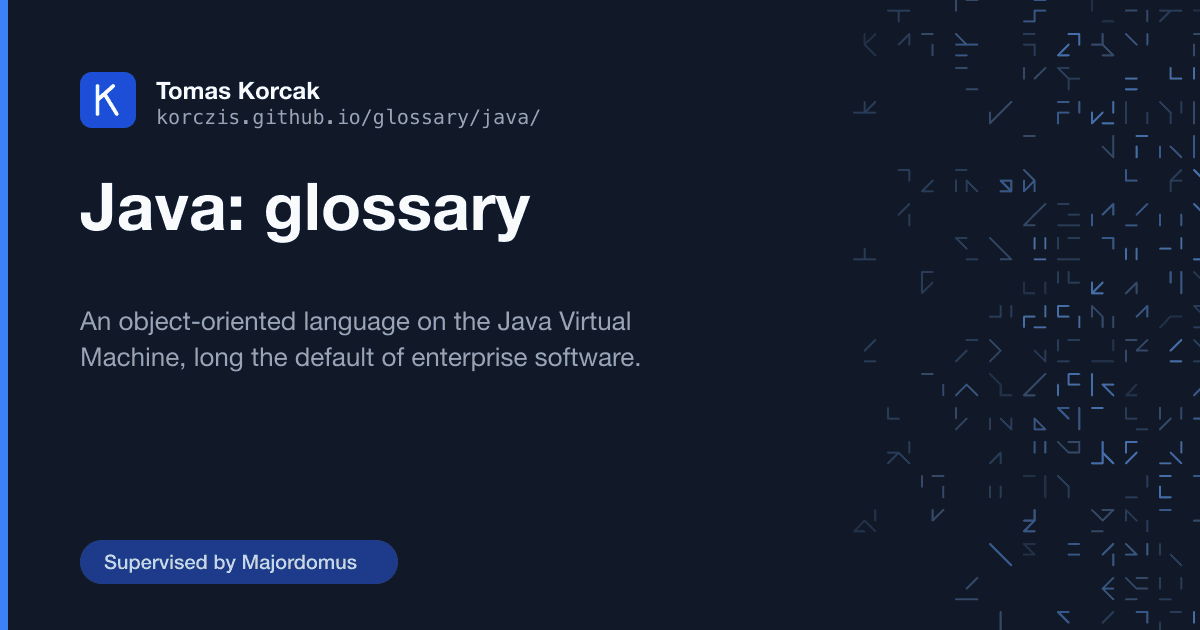 K
Tomas Korcak
korczis.github.io/glossary/java/
Java: glossary
An object-oriented language on the Java Virtual
Machine, long the default of enterprise software.
Supervised by Majordomus